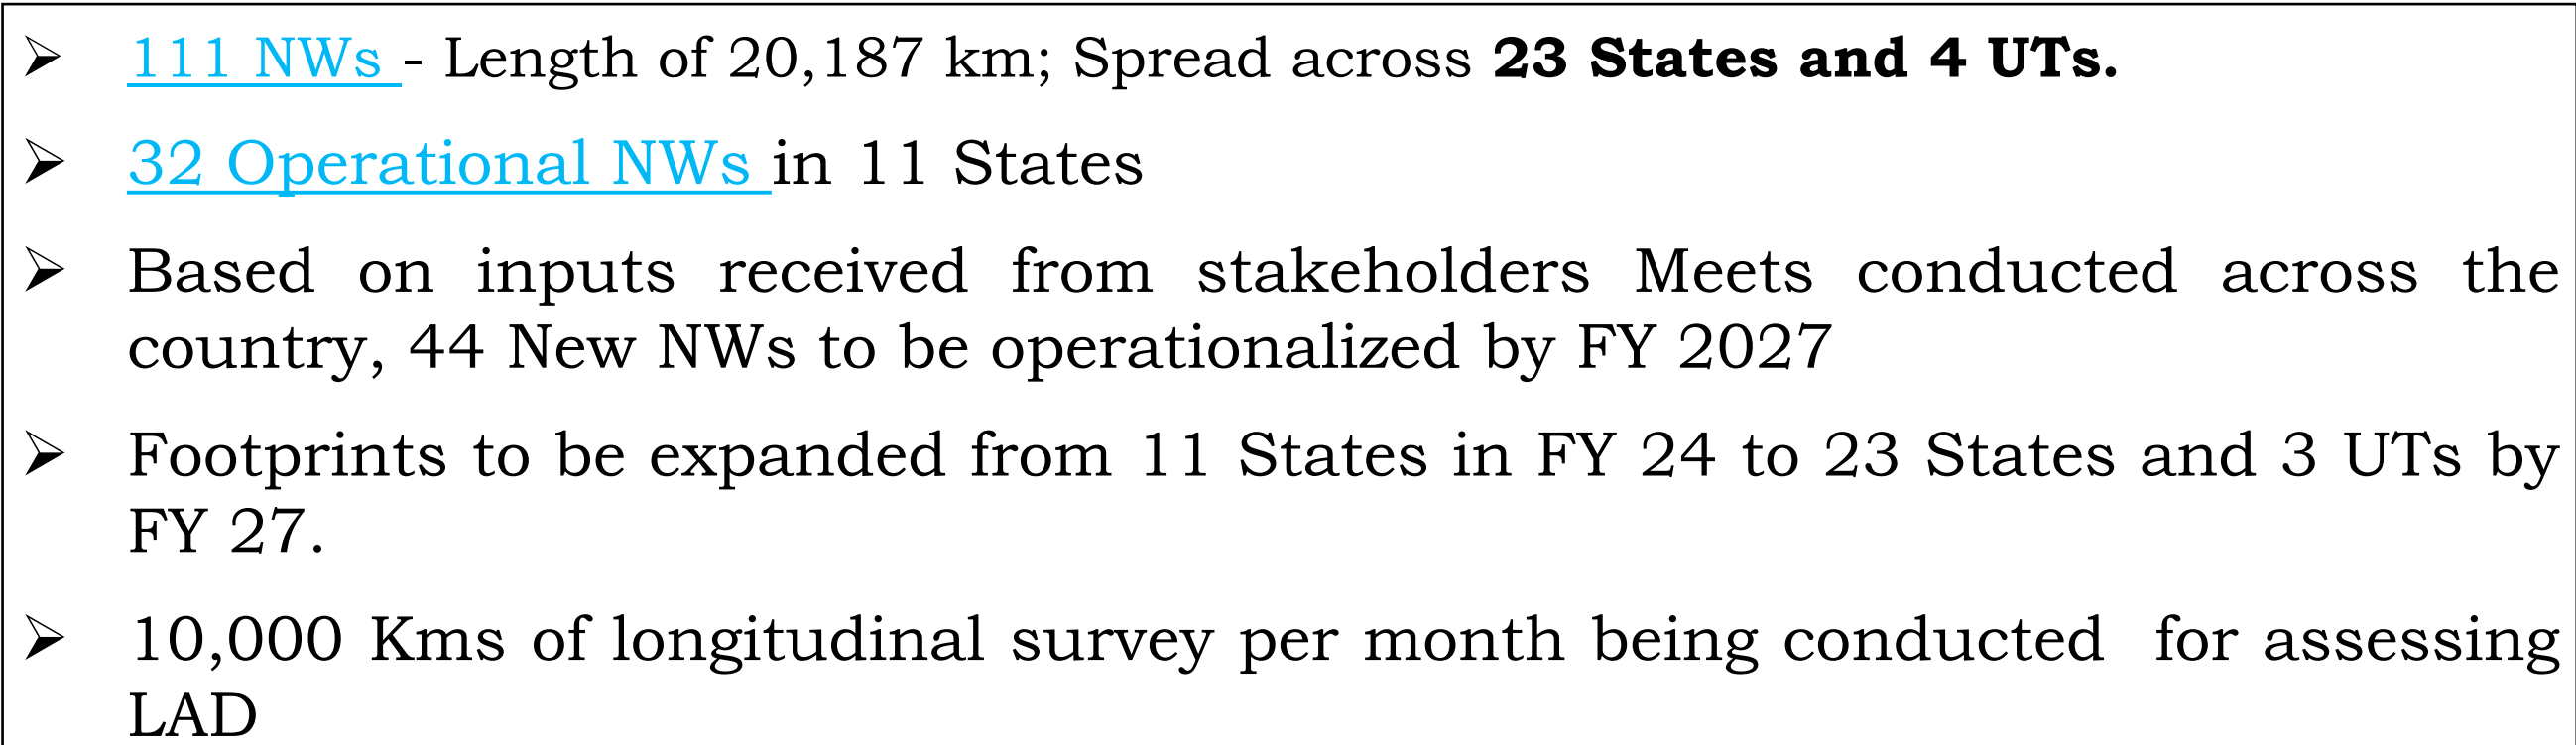 ➢ 111 NWs - Length of 20,187 km; Spread across 23 States and 4 UTs.
➢ 32 Operational NWs in 11 States
➢ Based on inputs received from stakeholders Meets conducted across the
country, 44 New NWs to be operationalized by FY 2027
➢ Footprints to be expanded from 11 States in FY 24 to 23 States and 3 UTs by
FY 27.
➢ 10,000 Kms of longitudinal survey per month being conducted for assessing
LAD